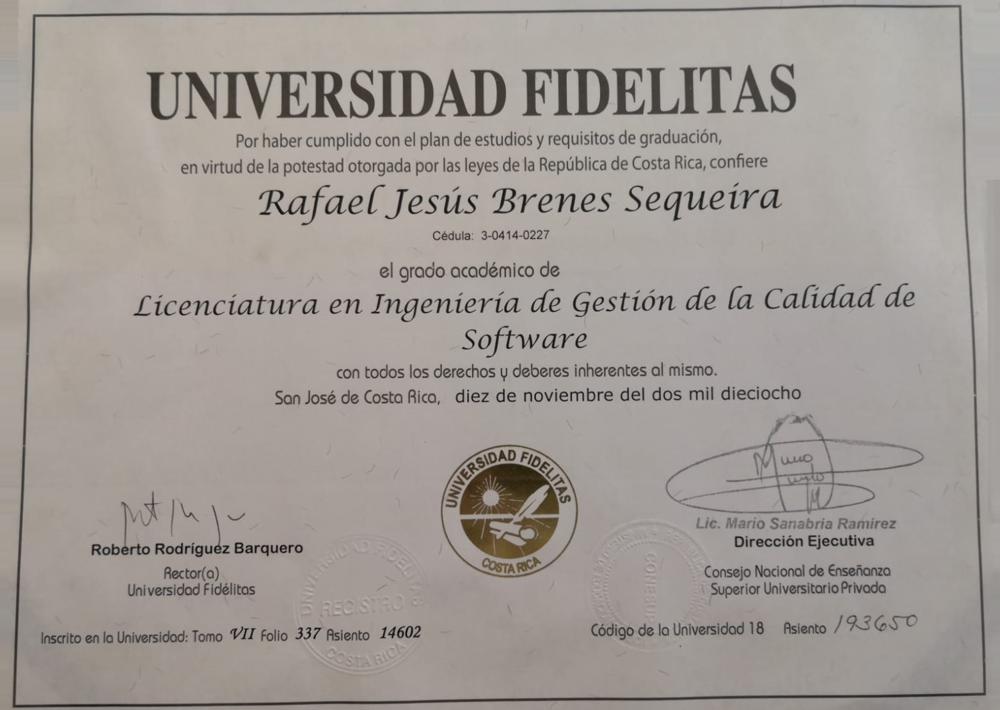 UNIVERSIDAD FIDELITAS
Por haber cumplido con el plan de estudios y requisitos de graduación,
en virtud de la potestad otorgada por las leyes de la República de Costa Rica, confiere
Rafael Jesús Brenes Sequeira
Cédula: 3-0414-0227
el grado académico de
Licenciatura en Ingeniería de Gestión de la Calidad de
Software
con todos los derechos y deberes inherentes al mismo.
San José de Costa Rica, diez de noviembre del dos mil dieciocho
UNIVERSIDAD FIDELITAS
COSTA RICA
Roberto Rodríguez Barquero
Rector(a)
Universidad Fidélitas
UNIVERSIDAD FIDELITAS
REGISTRO
COSTA RICA
Lic. Mario Sanabria Ramírez
Dirección Ejecutiva
Consejo Nacional de Enseñanza
Superior Universitario Privada
CONESUP
Inscrito en la Universidad: Tomo VII Folio 337 Asiento 14602
Código de la Universidad 18 Asiento 193650